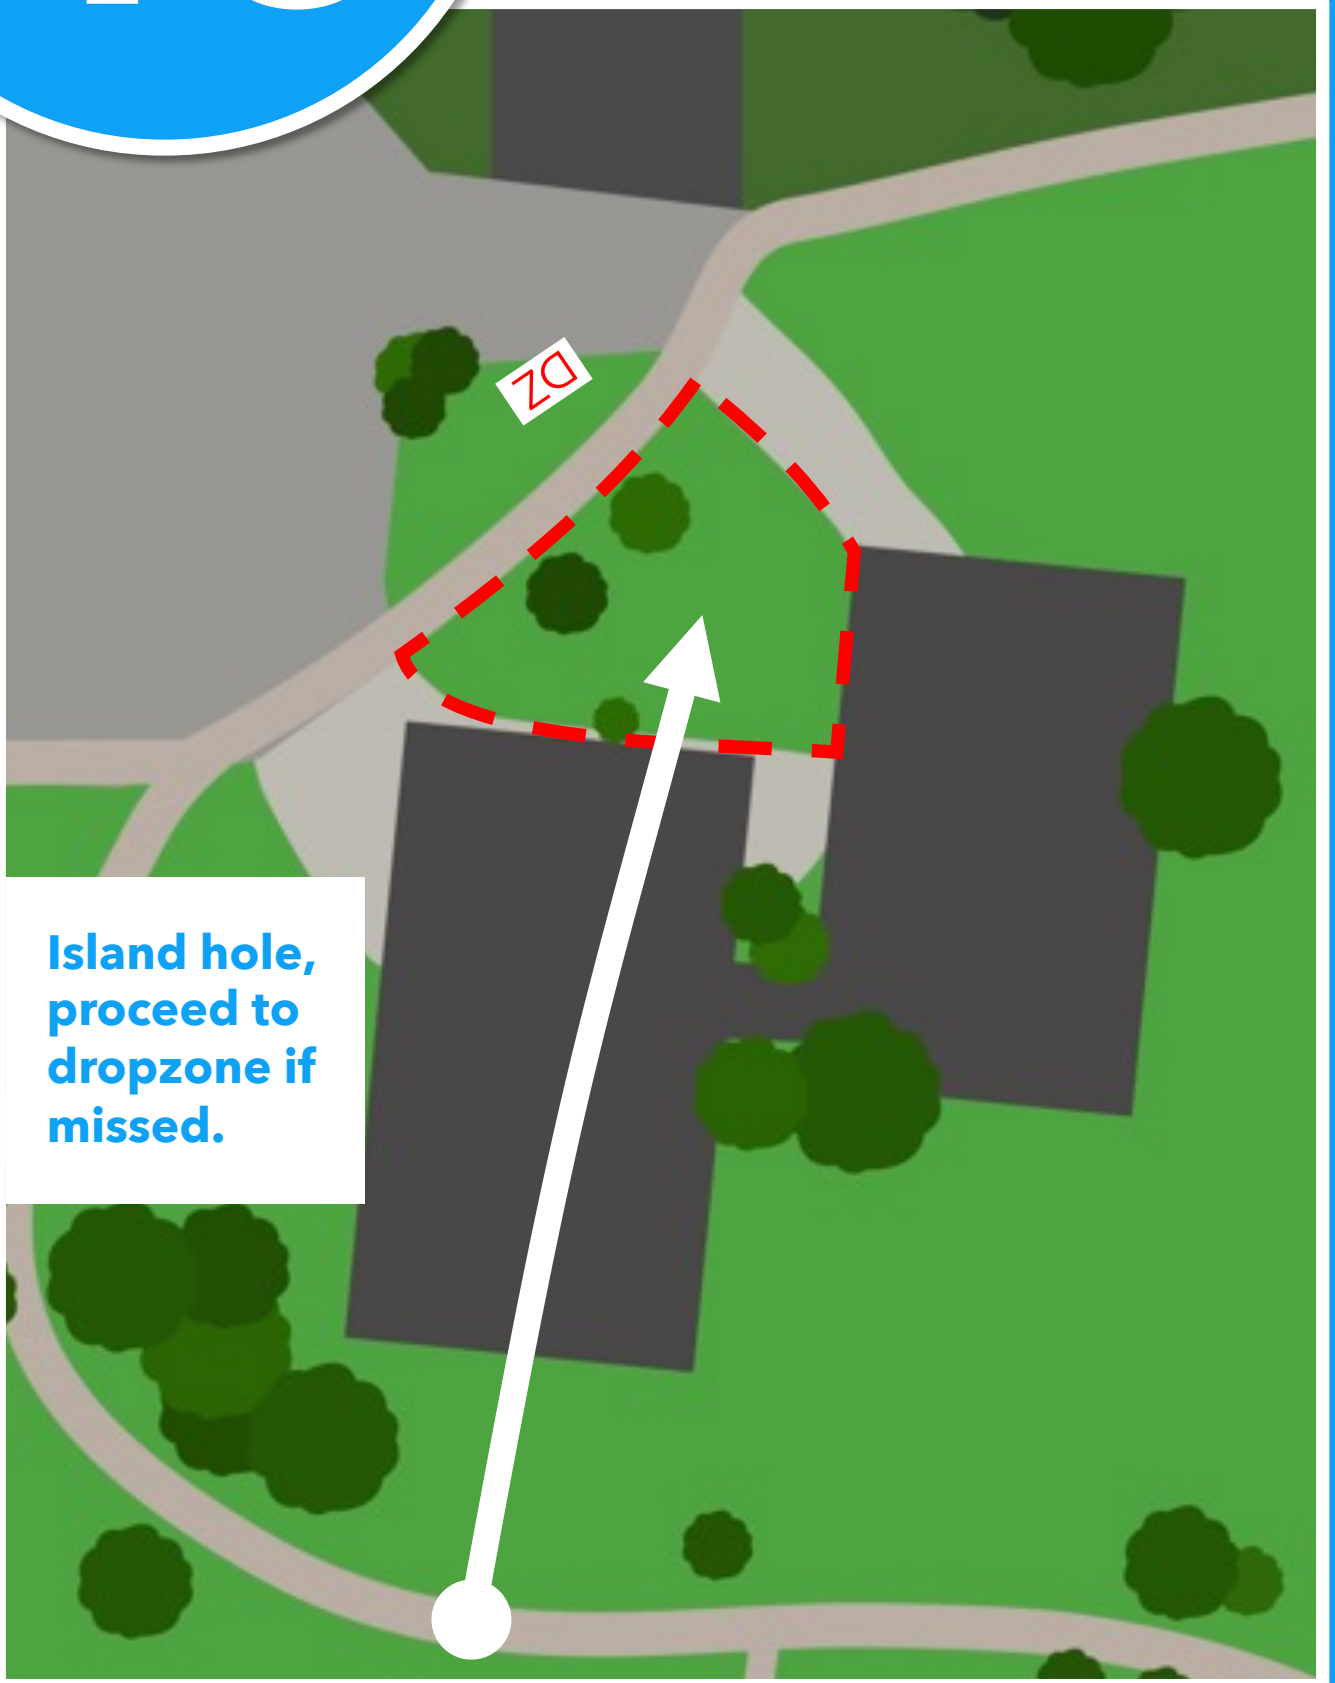 DZ
Island hole,
proceed to
dropzone if
missed.